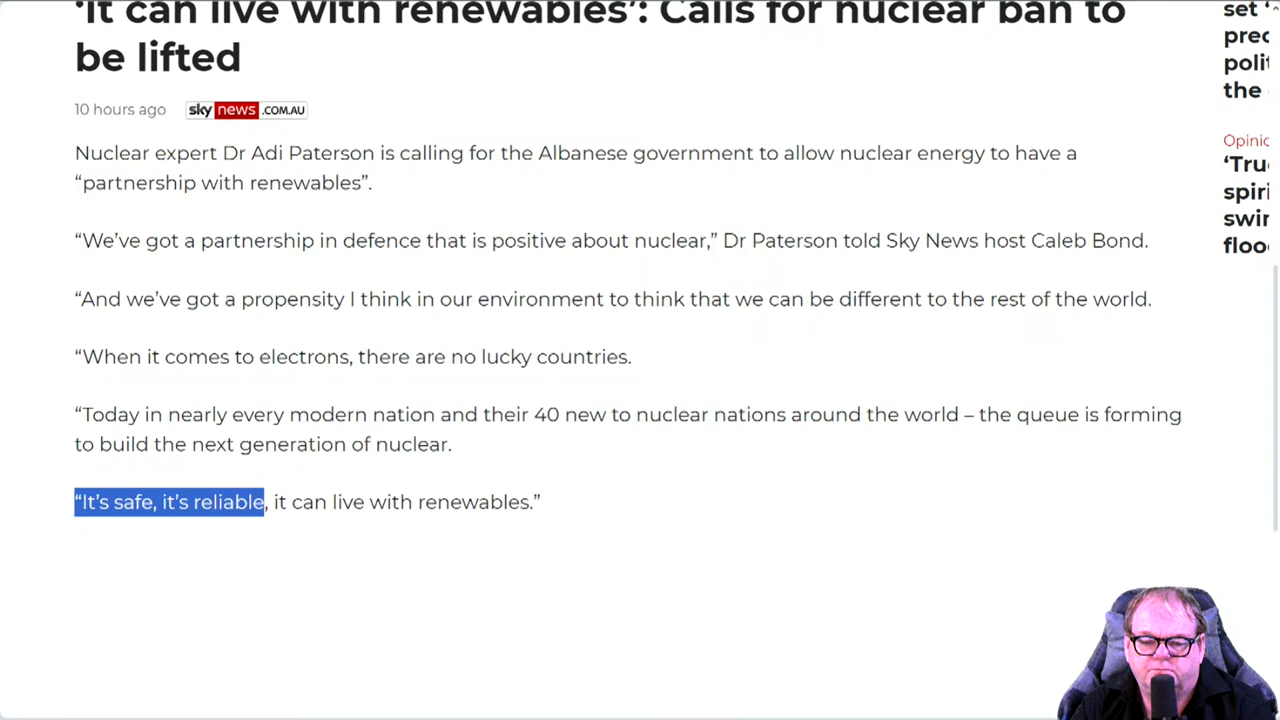 ‘It can live with renewables’: Calls for nuclear ban to
be lifted
10 hours ago sky news .COM.AU
Nuclear expert Dr Adi Paterson is calling for the Albanese government to allow nuclear energy to have a
“partnership with renewables”.
“We’ve got a partnership in defence that is positive about nuclear,” Dr Paterson told Sky News host Caleb Bond.
“And we’ve got a propensity I think in our environment to think that we can be different to the rest of the world.
“When it comes to electrons, there are no lucky countries.
“Today in nearly every modern nation and their 40 new to nuclear nations around the world – the queue is forming
to build the next generation of nuclear.
“It’s safe, it’s reliable, it can live with renewables.”
set ‘
the
Opinio
‘Tru